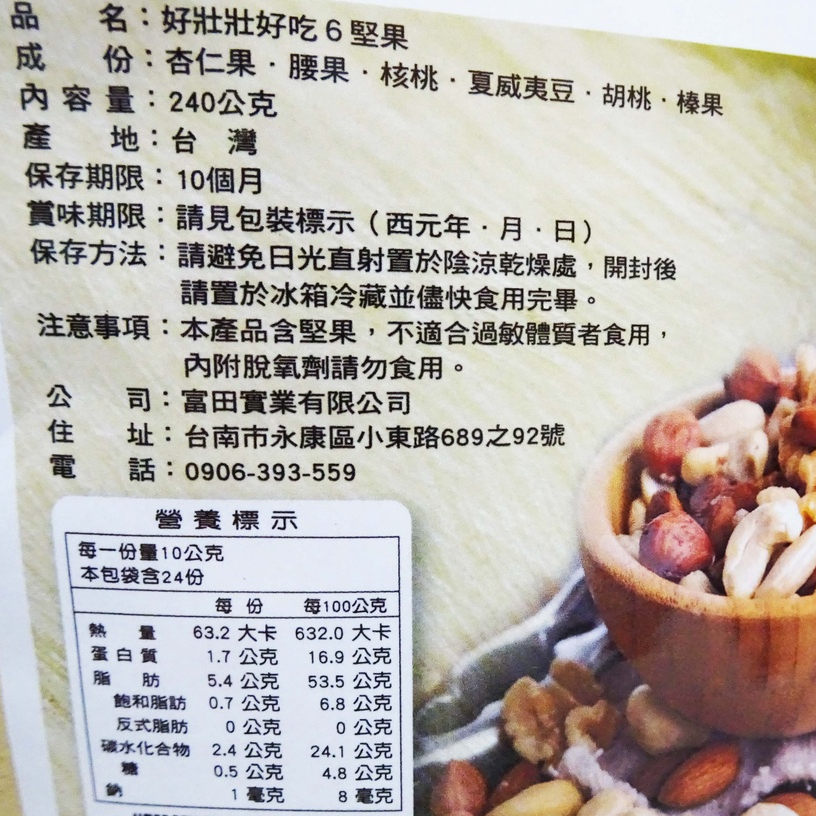 品 名：好壯壯好吃6堅果
成 份：杏仁果・腰果・核桃・夏威夷豆・胡桃・榛果
內容量：240公克
產 地：台 灣
保存期限：10個月
賞味期限：請見包裝標示（西元年・月・日）
保存方法：請避免日光直射置於陰涼乾燥處，開封後
請置於冰箱冷藏並儘快食用完畢。
注意事項：本產品含堅果，不適合過敏體質者食用，
內附脫氧劑請勿食用。
公 司：富田實業有限公司
住 址：台南市永康區小東路689之92號
電 話：0906-393-559
營養標示
每一份量10公克
本包袋含24份
每 份 每100公克
熱 量 63.2 大卡 632.0 大卡
蛋白質 1.7 公克 16.9 公克
脂 肪 5.4 公克 53.5 公克
飽和脂肪 0.7 公克 6.8 公克
反式脂肪 0 公克 0 公克
碳水化合物 2.4 公克 24.1 公克
糖 0.5 公克 4.8 公克
鈉 1 毫克 8 毫克